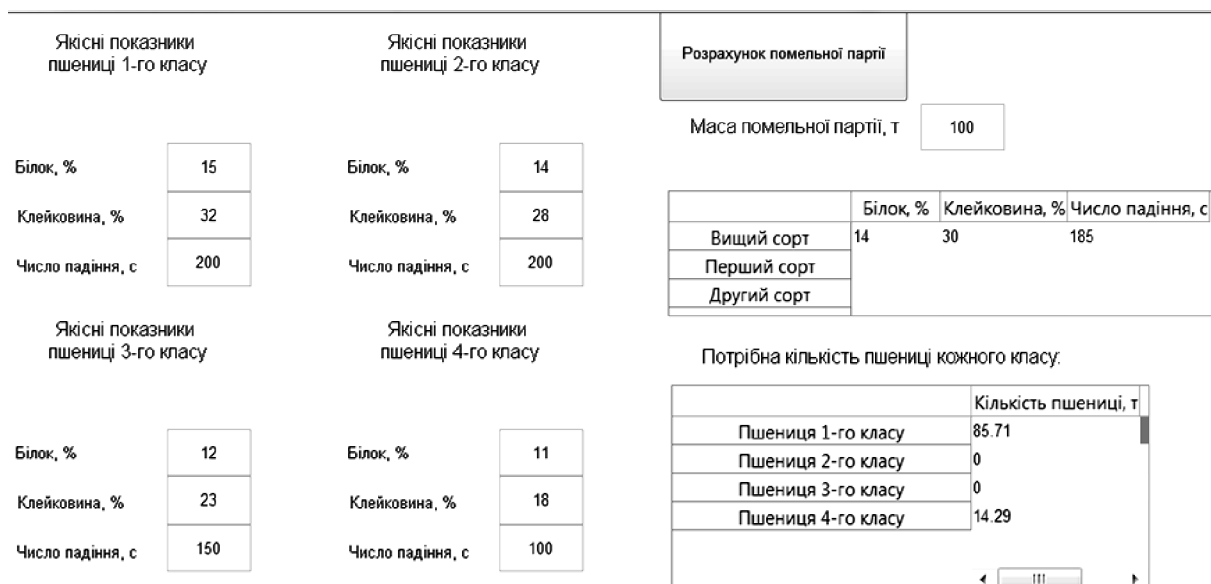 Якісні показники
пшениці 1-го класу
Білок, % 15
Клейковина, % 32
Число падіння, с 200
Якісні показники
пшениці 2-го класу
Білок, % 14
Клейковина, % 28
Число падіння, с 200
Якісні показники
пшениці 3-го класу
Білок, % 12
Клейковина, % 23
Число падіння, с 150
Якісні показники
пшениці 4-го класу
Білок, % 11
Клейковина, % 18
Число падіння, с 100
Розрахунок помельної партії
Маса помельної партії, т 100
Білок, % Клейковина, % Число падіння, с
Вищий сорт 14 30 185
Перший сорт
Другий сорт
Потрібна кількість пшениці кожного класу:
Кількість пшениці, т
Пшениця 1-го класу 85.71
Пшениця 2-го класу 0
Пшениця 3-го класу 0
Пшениця 4-го класу 14.29